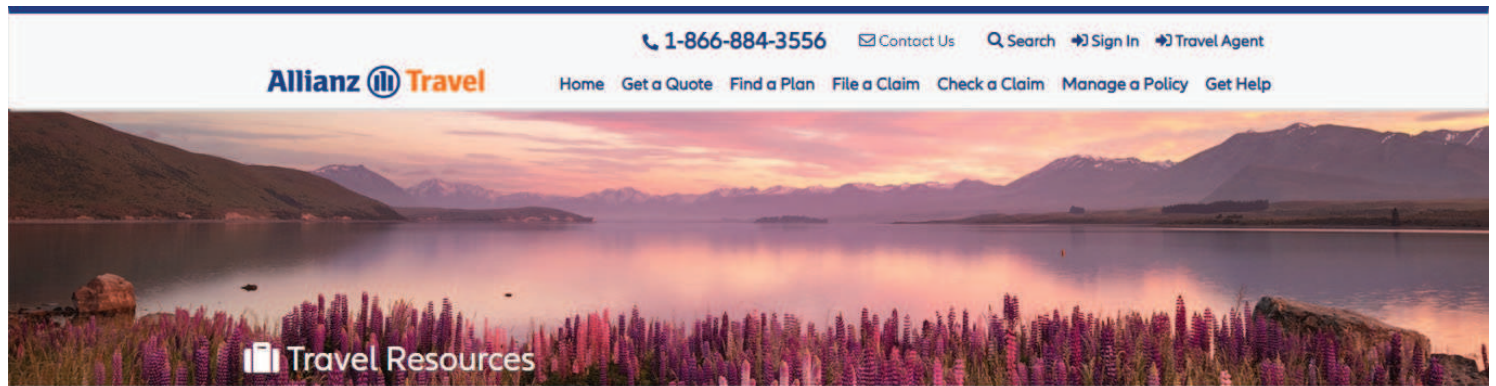 1-866-884-3556 Contact Us Search Sign In Travel Agent
Allianz Travel Home Get a Quote Find a Plan File a Claim Check a Claim Manage a Policy Get Help
Travel Resources